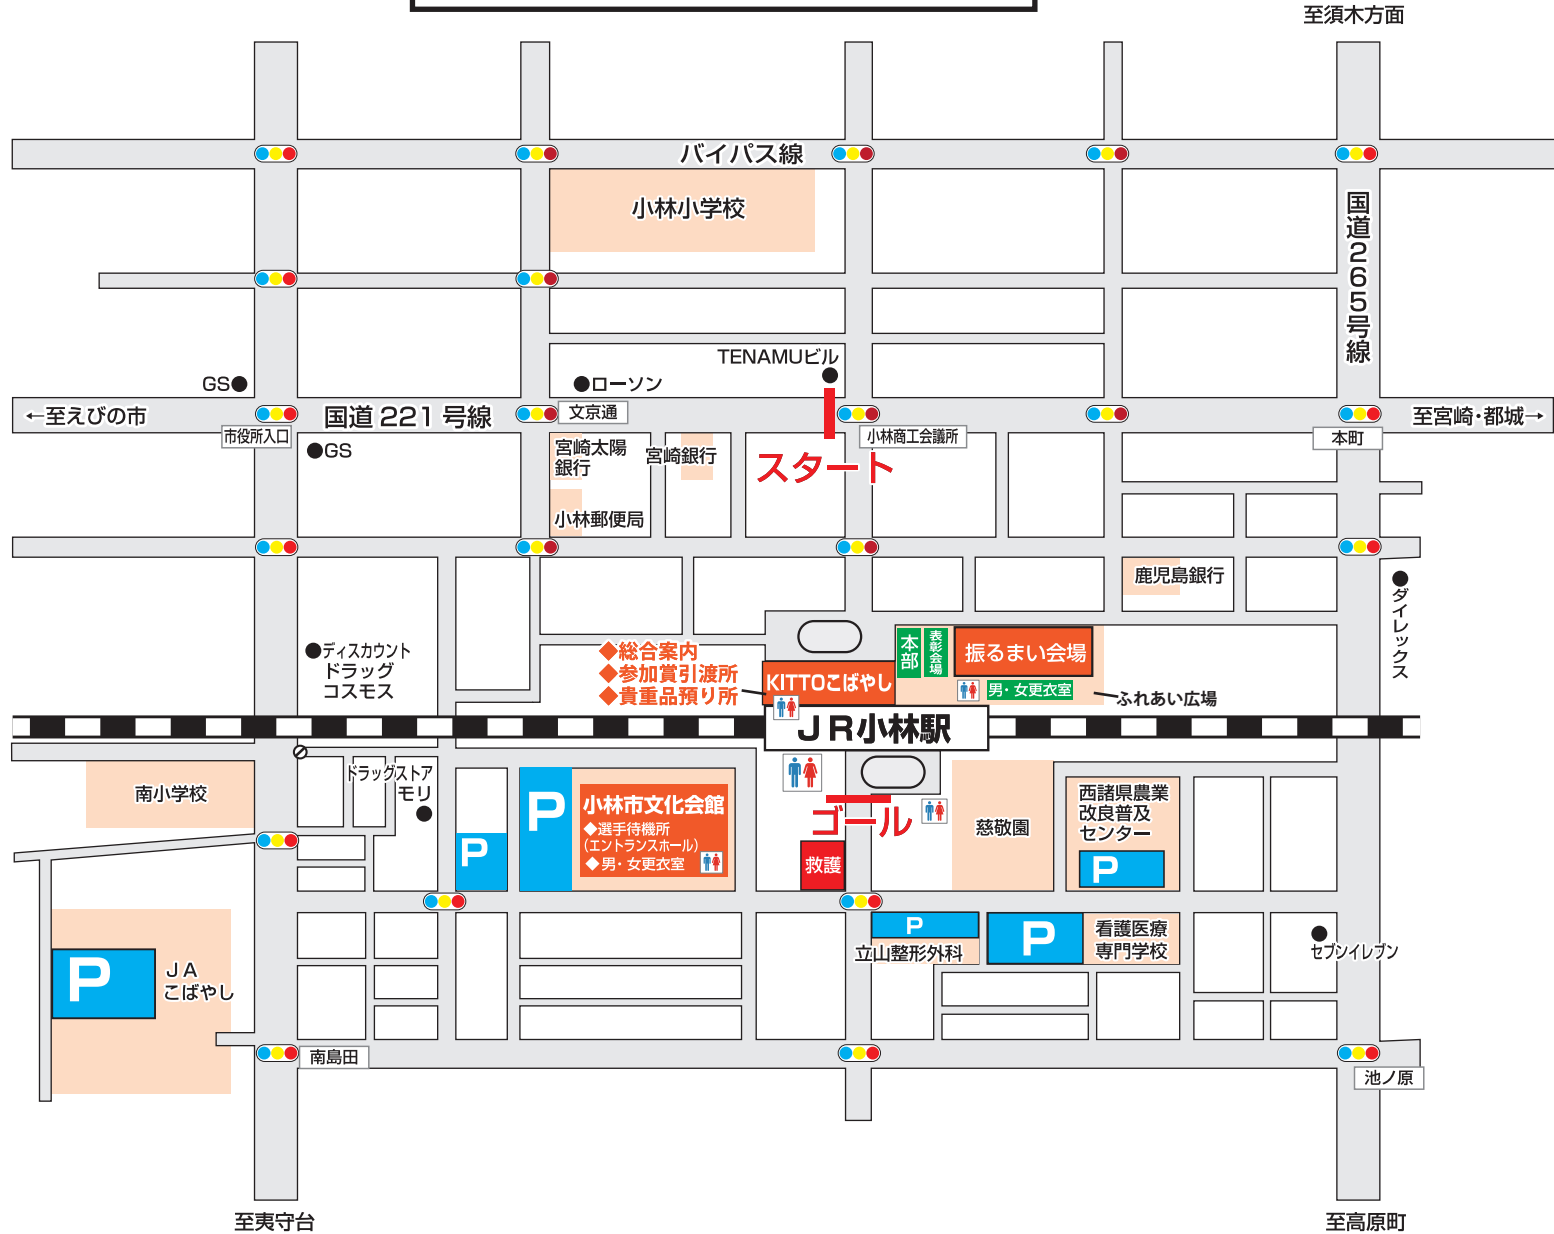 至須木方面
バイパス線
小林小学校
国道265号線
TENAMUビル
GS
ローソン
←至えびの市
国道221号線
文京通
至宮崎・都城→
市役所入口
小林商工会議所
本町
GS
宮崎太陽
銀行
宮崎銀行
スタート
小林郵便局
鹿児島銀行
ダイレックス
ディスカウント
ドラッグ
コスモス
◆総合案内
◆参加賞引渡所
◆貴重品預り所
本部
表彰会場
振るまい会場
KITTOこばやし
男・女更衣室
ふれあい広場
JR小林駅
ドラッグストア
モリ
南小学校
P
P
小林市文化会館
◆選手待機所
(エントランスホール)
◆男・女更衣室
ゴール
救護
慈敬園
西諸県農業
改良普及
センター
P
P
立山整形外科
P
看護医療
専門学校
セブンイレブン
P
JA
こばやし
南島田
池ノ原
至夷守台
至高原町